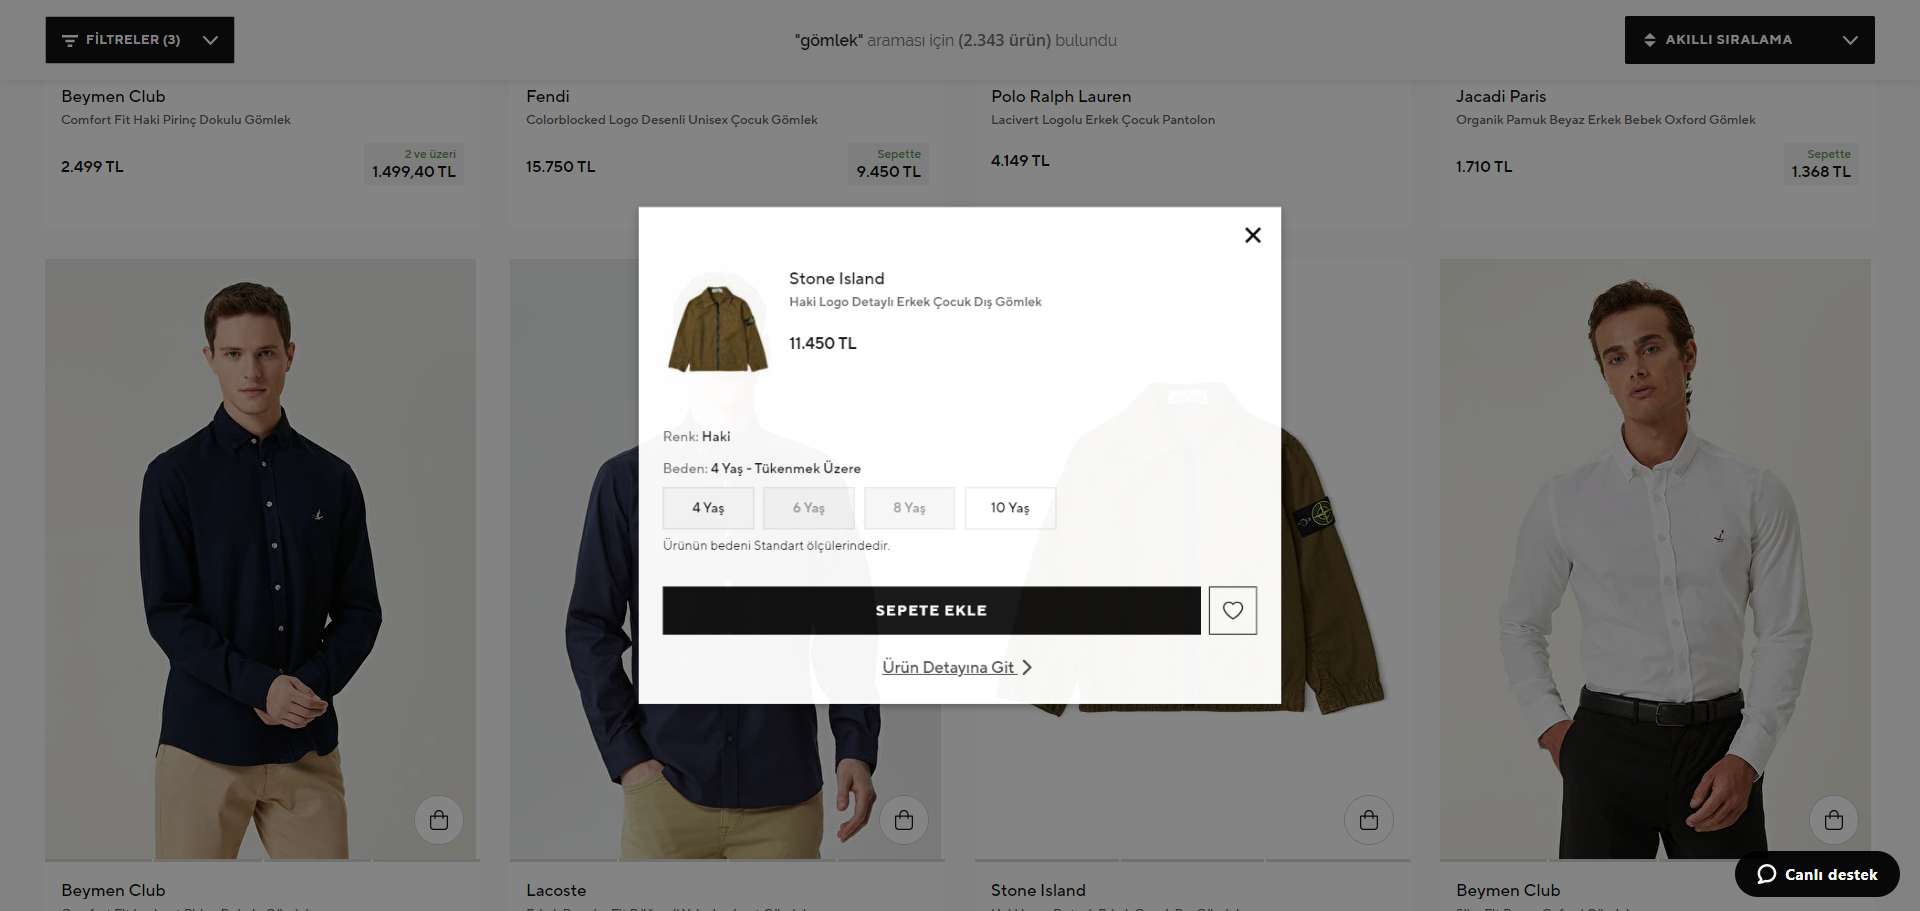 FİLTRELER (3)
"gömlek" araması için (2.343 ürün) bulundu
AKILLI SIRALAMA
Beymen Club
Comfort Fit Haki Pirinç Dokulu Gömlek
2.499 TL
2 ve üzeri
1.499,40 TL
Fendi
Colorblocked Logo Desenli Unisex Çocuk Gömlek
15.750 TL
Sepette
9.450 TL
Polo Ralph Lauren
Lacivert Logolu Erkek Çocuk Pantolon
4.149 TL
Jacadi Paris
Organik Pamuk Beyaz Erkek Bebek Oxford Gömlek
1.710 TL
Sepette
1.368 TL
Stone Island
Haki Logo Detaylı Erkek Çocuk Dış Gömlek
11.450 TL
Renk: Haki
Beden: 4 Yaş - Tükenmek Üzere
4 Yaş
6 Yaş
8 Yaş
10 Yaş
Ürünün bedeni Standart ölçülerindedir.
SEPETE EKLE
Ürün Detayına Git
Beymen Club
Lacoste
Stone Island
Beymen Club
Canlı destek